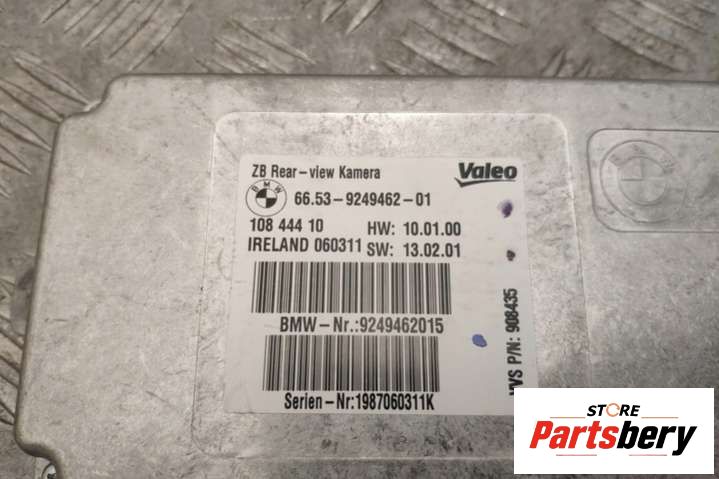 ZB Rear-view Kamera
Valeo
BMW
66.53-9249462-01
108 444 10 HW: 10.01.00
IRELAND 060311 SW: 13.02.01
BMW-Nr.:9249462015
Serien-Nr:1987060311K
VVS P/N: 908435
STORE
Partsbery